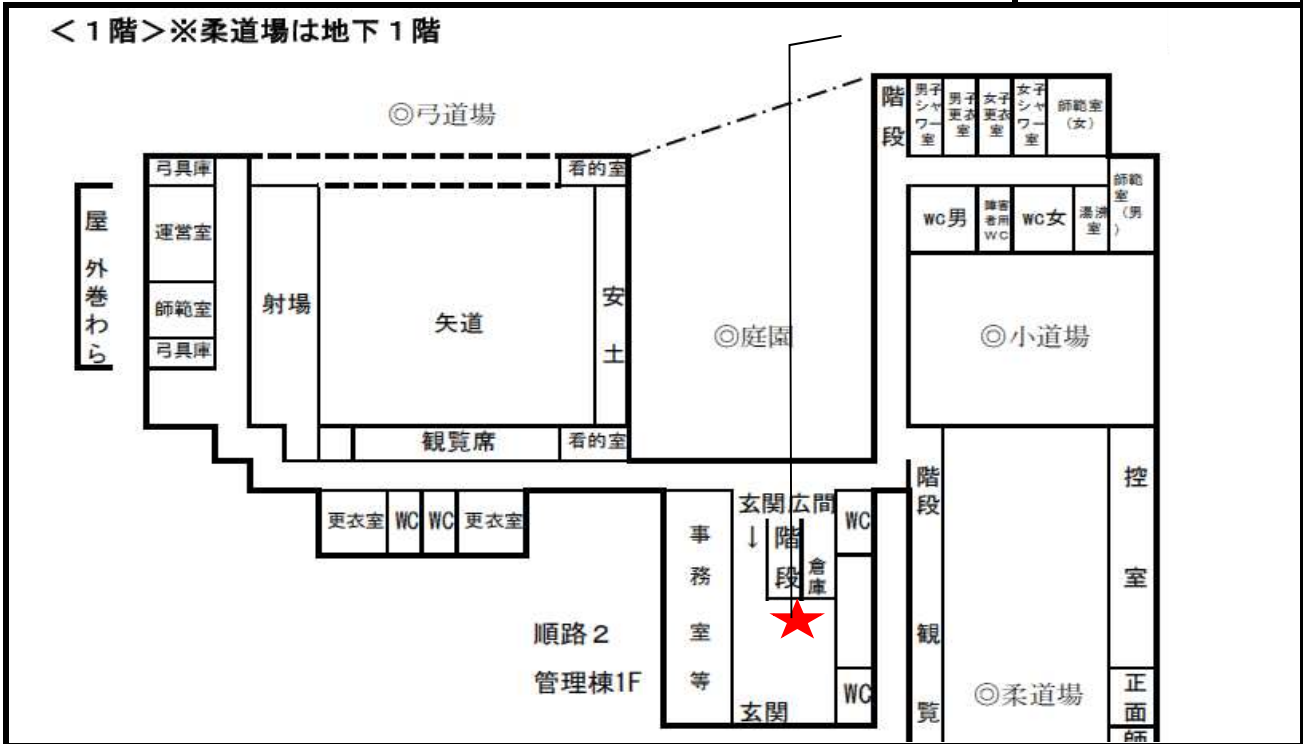 ＜１階＞※柔道場は地下１階
◎弓道場
弓具庫
看的室
屋外巻わら
運営室
師範室
弓具庫
射場
矢道
安土
◎庭園
観覧席
看的室
階段
男子シャワー室
男子更衣室
女子更衣室
女子シャワー室
師範室（女）
師範室（男）
WC男
障害者用WC
WC女
湯沸室
◎小道場
更衣室
WC
WC
更衣室
事務室等
玄関広間
↓
階段
倉庫
WC
WC
玄関
順路２
管理棟1F
階段
観覧
控室
◎柔道場
正面
師